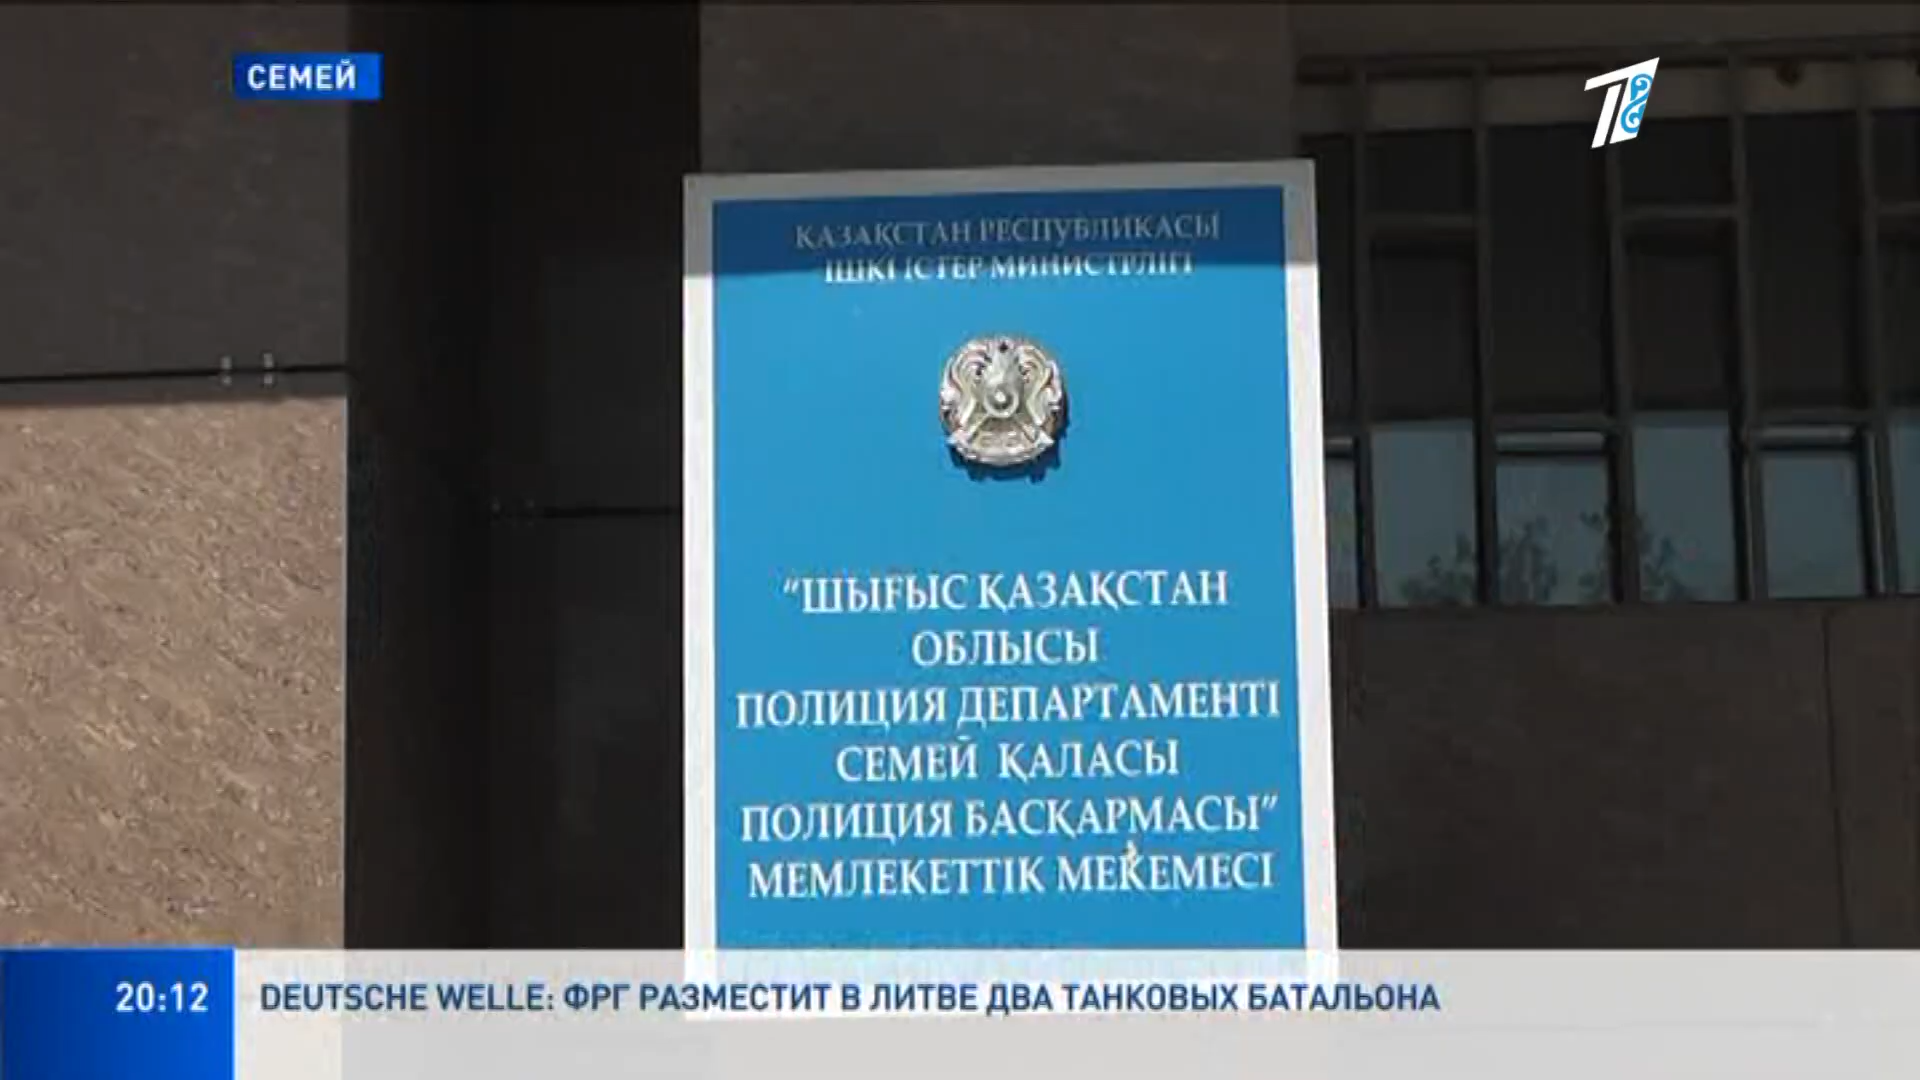 СЕМЕЙ
ҚАЗАҚСТАН РЕСПУБЛИКАСЫ
ІШКІ ІСТЕР МИНИСТРЛІГІ
“ШЫҒЫС ҚАЗАҚСТАН
ОБЛЫСЫ
ПОЛИЦИЯ ДЕПАРТАМЕНТІ
СЕМЕЙ ҚАЛАСЫ
ПОЛИЦИЯ БАСҚАРМАСЫ”
МЕМЛЕКЕТТІК МЕКЕМЕСІ
20:12
DEUTSCHE WELLE: ФРГ РАЗМЕСТИТ В ЛИТВЕ ДВА ТАНКОВЫХ БАТАЛЬОНА